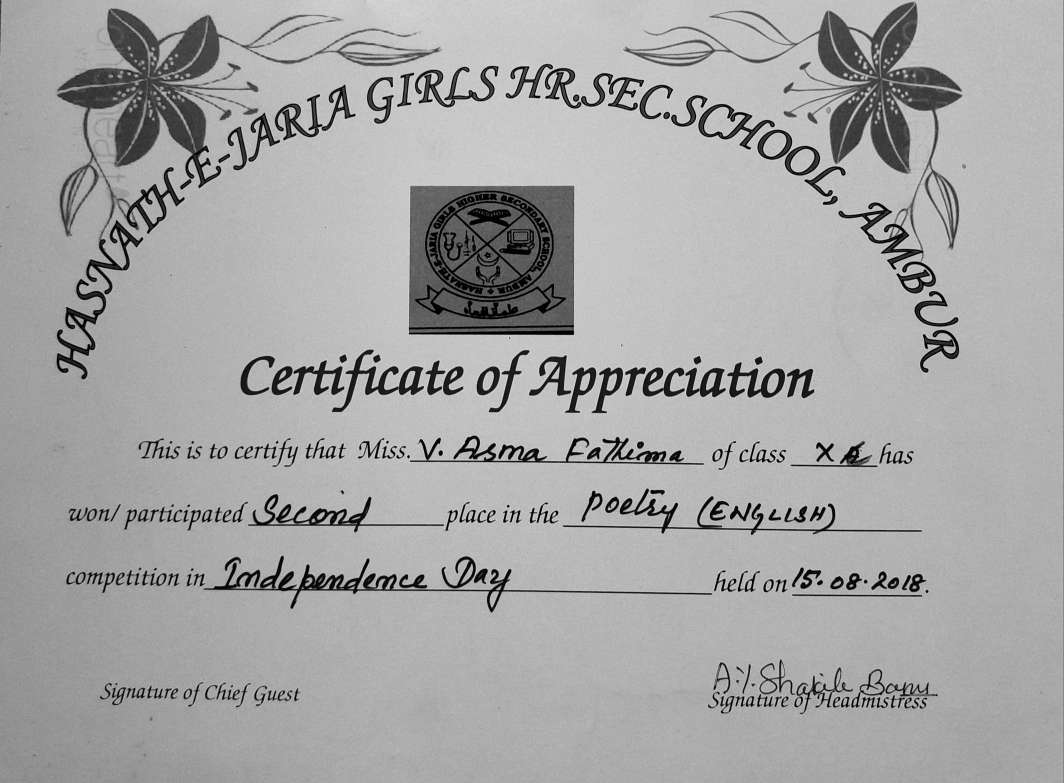 HASNATH-E-JARIA GIRLS HR.SEC.SCHOOL, AMBUR
HASNATH-E-JARIA GIRLS HIGHER SECONDARY SCHOOL, AMBUR
Certificate of Appreciation
This is to certify that Miss. V. Asma Fathima of class X has
won/ participated Second place in the Poetry (ENGLISH)
competition in Independence Day held on 15.08.2018.
Signature of Chief Guest
Shakila Banu
Signature of Headmistress